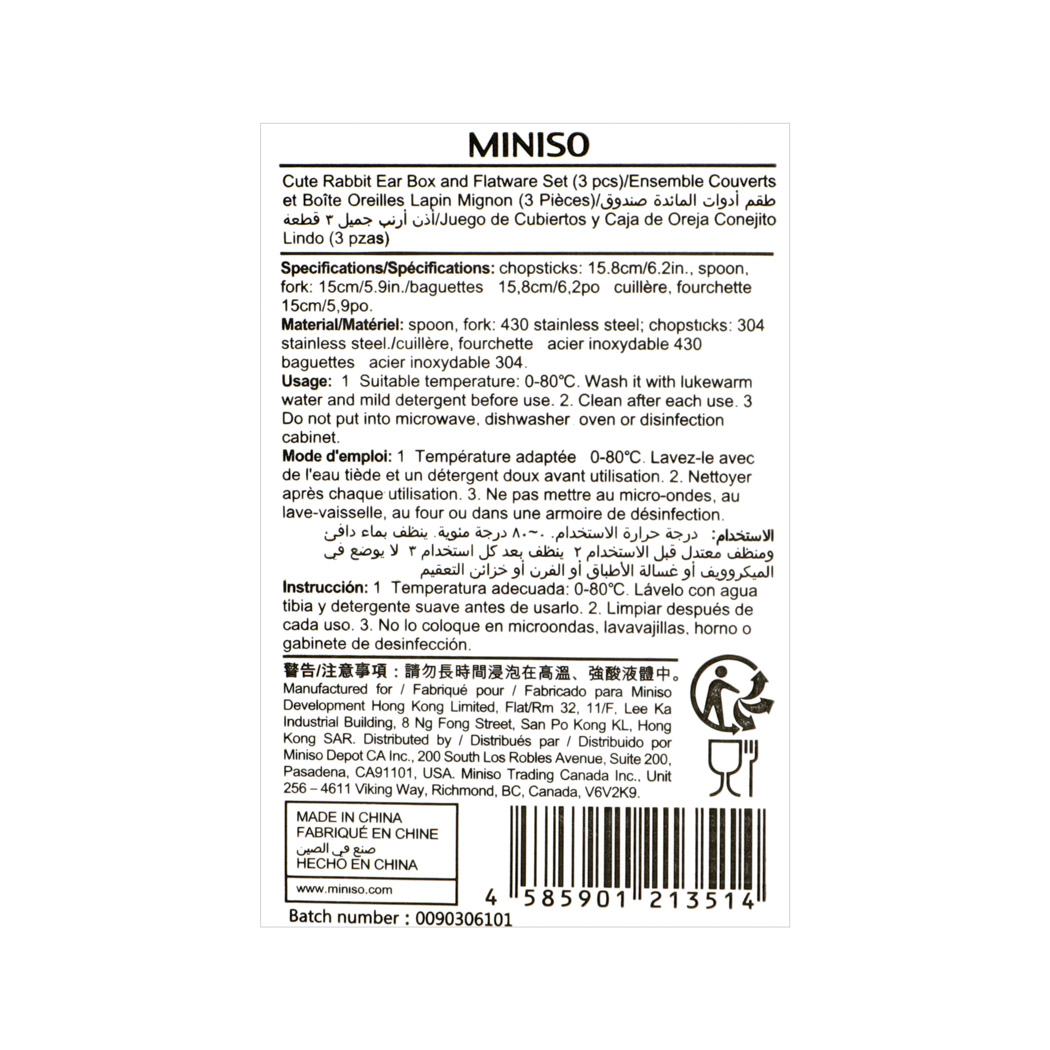 MINISO
Cute Rabbit Ear Box and Flatware Set (3 pcs)/Ensemble Couverts
et Boîte Oreilles Lapin Mignon (3 Pièces)/طقم أدوات المائدة صندوق
أذن أرنب جميل ٣ قطعة/Juego de Cubiertos y Caja de Oreja Conejito
Lindo (3 pzas)
Specifications/Spécifications: chopsticks: 15.8cm/6.2in., spoon,
fork: 15cm/5.9in./baguettes 15,8cm/6,2po cuillère, fourchette
15cm/5,9po.
Material/Matériel: spoon, fork: 430 stainless steel; chopsticks: 304
stainless steel./cuillère, fourchette acier inoxydable 430
baguettes acier inoxydable 304.
Usage: 1 Suitable temperature: 0-80℃. Wash it with lukewarm
water and mild detergent before use. 2. Clean after each use. 3
Do not put into microwave, dishwasher oven or disinfection
cabinet.
Mode d'emploi: 1 Température adaptée 0-80℃. Lavez-le avec
de l'eau tiède et un détergent doux avant utilisation. 2. Nettoyer
après chaque utilisation. 3. Ne pas mettre au micro-ondes, au
lave-vaisselle, au four ou dans une armoire de désinfection.
الاستخدام: درجة حرارة الاستخدام. ٠~٨٠ درجة مئوية. ينظف بماء دافئ
ومنظف معتدل قبل الاستخدام ٢ ينظف بعد كل استخدام ٣ لا يوضع في
الميكروويف أو غسالة الأطباق أو الفرن أو خزائن التعقيم
Instrucción: 1 Temperatura adecuada: 0-80℃. Lávelo con agua
tibia y detergente suave antes de usarlo. 2. Limpiar después de
cada uso. 3. No lo coloque en microondas, lavavajillas, horno o
gabinete de desinfección.
警告/注意事項：請勿長時間浸泡在高溫、強酸液體中。
Manufactured for / Fabriqué pour / Fabricado para Miniso
Development Hong Kong Limited, Flat/Rm 32, 11/F, Lee Ka
Industrial Building, 8 Ng Fong Street, San Po Kong KL, Hong
Kong SAR. Distributed by / Distribués par / Distribuido por
Miniso Depot CA Inc., 200 South Los Robles Avenue, Suite 200,
Pasadena, CA91101, USA. Miniso Trading Canada Inc., Unit
256 – 4611 Viking Way, Richmond, BC, Canada, V6V2K9.
MADE IN CHINA
FABRIQUÉ EN CHINE
صنع في الصين
HECHO EN CHINA
www.miniso.com
4 585901 213514
Batch number : 0090306101